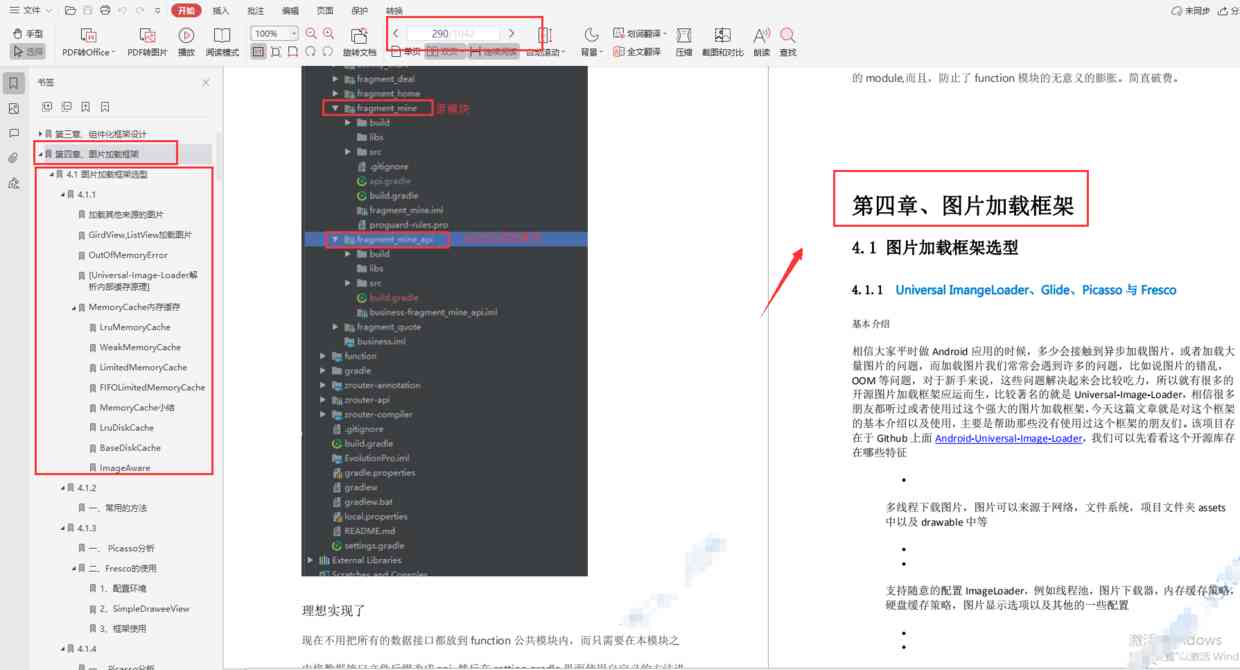 文件
开始
插入
批注
编辑
页面
保护
转换
未同步
手型
选择
PDF转Office
PDF转图片
播放
阅读模式
100%
旋转文档
290
单页
双页
连续阅读
自动滚动
背景
划词翻译
全文翻译
压缩
截图和对比
朗读
查找
书签
第三章、组件化框架设计
第四章、图片加载框架
4.1 图片加载框架选型
4.1.1
加载其他来源的图片
GirdView,ListView加载图片
OutOfMemoryError
[Universal-Image-Loader解
析内部缓存原理]
MemoryCache内存缓存
LruMemoryCache
WeakMemoryCache
LimitedMemoryCache
FIFOLimitedMemoryCache
MemoryCache小结
LruDiskCache
BaseDiskCache
ImageAware
4.1.2
一、常用的方法
4.1.3
一、 Picasso分析
二、Fresco的使用
1、配置环境
2、SimpleDraweeView
3、框架使用
4.1.4
一、 Picasso分析
fragment_deal
fragment_home
fragment_mine
原模块
build
libs
src
.gitignore
api.gradle
build.gradle
fragment_mine.iml
proguard-rules.pro
fragment_mine_api
build
libs
src
build.gradle
business-fragment_mine_api.iml
fragment_quote
business.iml
function
gradle
zrouter-annotation
zrouter-api
zrouter-compiler
.gitignore
build.gradle
EvolutionPro.iml
gradle.properties
gradlew
gradlew.bat
local.properties
README.md
settings.gradle
External Libraries
Scratches and Consoles
理想实现了
现在不用把所有的数据接口都放到 function 公共模块内，而只需要在本模块之
的 module,而且，防止了 function 模块的无意义的膨胀。简直破费。
第四章、图片加载框架
4.1 图片加载框架选型
4.1.1 Universal ImangeLoader、Glide、Picasso 与 Fresco
基本介绍
相信大家平时做 Android 应用的时候，多少会接触到异步加载图片，或者加载大
量图片的问题，而加载图片我们常常会遇到许多的问题，比如说图片的错乱，
OOM 等问题，对于新手来说，这些问题解决起来会比较吃力，所以就有很多的
开源图片加载框架应运而生，比较著名的就是 Universal-Image-Loader，相信很多
朋友都听过或者使用过这个强大的图片加载框架，今天这篇文章就是对这个框架
的基本介绍以及使用，主要是帮助那些没有使用过这个框架的朋友们。该项目存
在于 Github 上面 Android-Universal-Image-Loader，我们可以先看看这个开源库存
在哪些特征
多线程下载图片，图片可以来源于网络，文件系统，项目文件夹 assets
中以及 drawable 中等
支持随意的配置 ImageLoader，例如线程池，图片下载器，内存缓存策略，
硬盘缓存策略，图片显示选项以及其他的一些配置